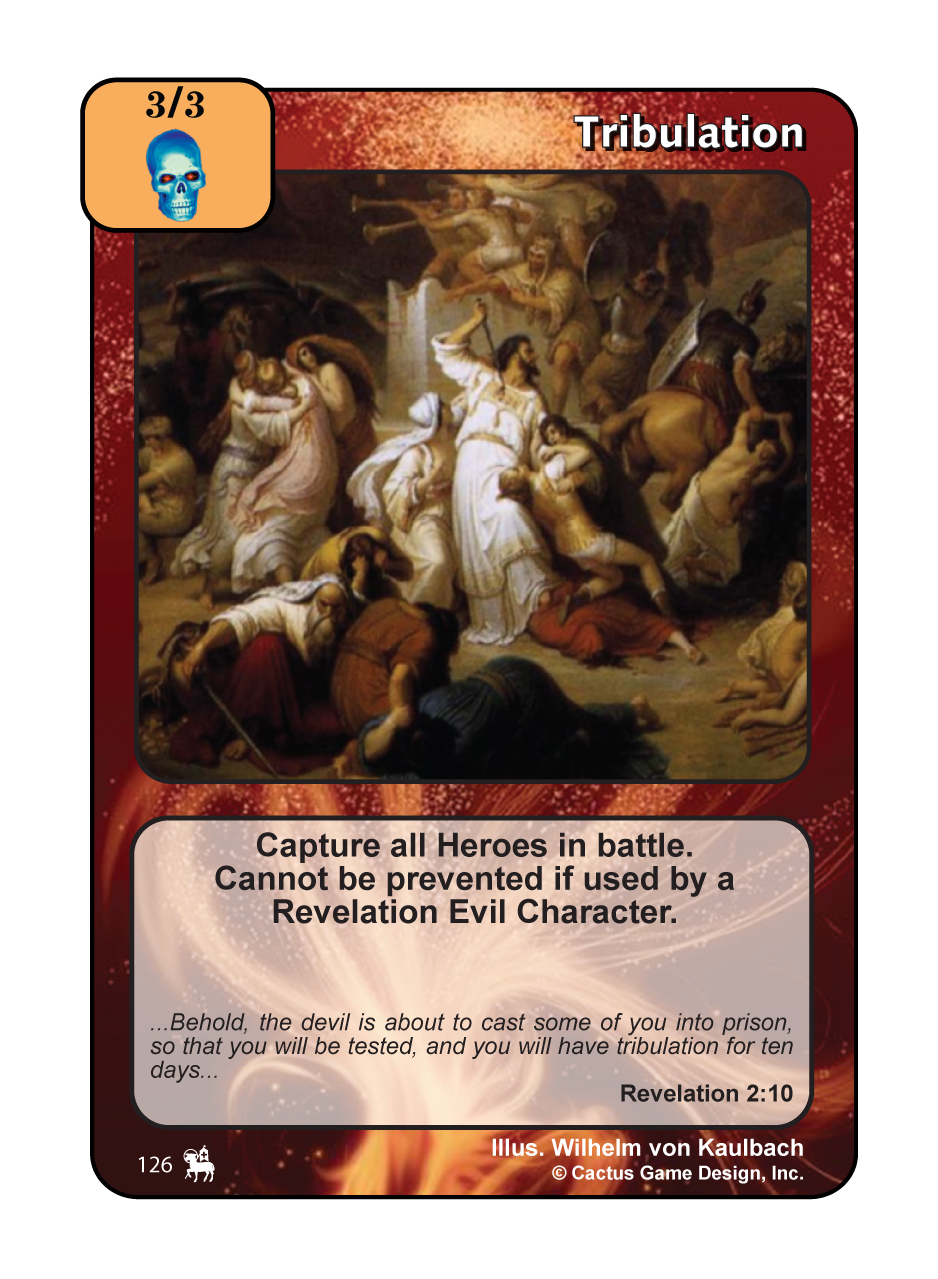 3/3
Tribulation
Capture all Heroes in battle.
Cannot be prevented if used by a
Revelation Evil Character.
...Behold, the devil is about to cast some of you into prison,
so that you will be tested, and you will have tribulation for ten
days...
Revelation 2:10
126
Illus. Wilhelm von Kaulbach
© Cactus Game Design, Inc.